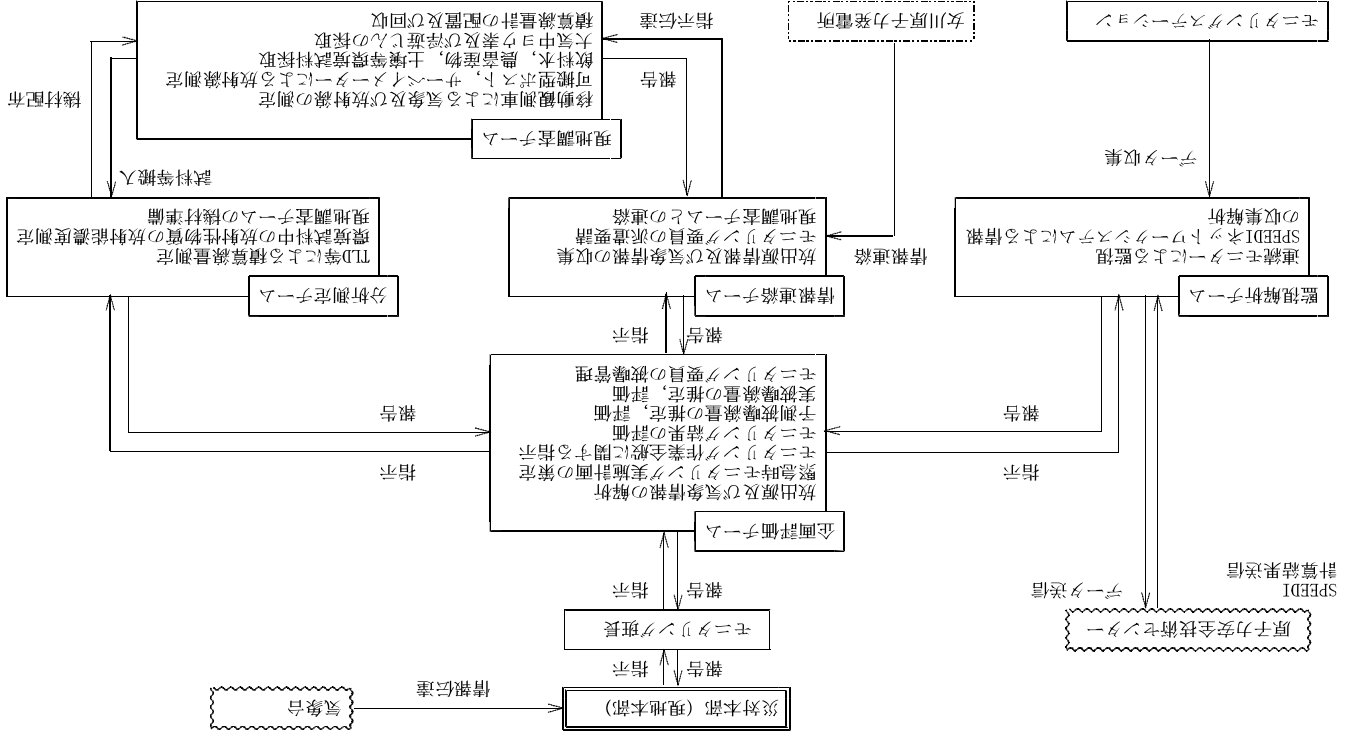 災対本部（現地本部）
情報伝達
気象台
報告
指示
モニタリング班長
原子力安全技術センター
SPEEDI
計算結果送信
データ送信
報告
指示
企画評価チーム
放出源及び気象情報の解析
緊急時モニタリング実施計画の策定
モニタリング作業全般に関する指示
モニタリング結果の評価
予測被曝線量の推定，評価
実被曝線量の推定，評価
モニタリング要員の被曝管理
指示
報告
指示
報告
報告
指示
監視解析チーム
連続モニターによる監視
SPEEDIネットワークシステムによる情報
の収集解析
情報連絡チーム
放出源情報及び気象情報の収集
モニタリング要員の派遣要請
現地調査チームとの連絡
分析測定チーム
TLD等による積算線量測定
環境試料中の放射性物質の放射能濃度測定
現地調査チームの機材準備
情報連絡
データ収集
試料等搬入
機材配布
現地調査チーム
移動観測車による気象及び放射線の測定
可搬型ポスト，サーベイメーターによる放射線測定
飲料水，農畜産物，土壌等環境試料採取
大気中ヨウ素及び浮遊じんの採取
積算線量計の配置及び回収
報告
指示伝達
モニタリングステーション
女川原子力発電所